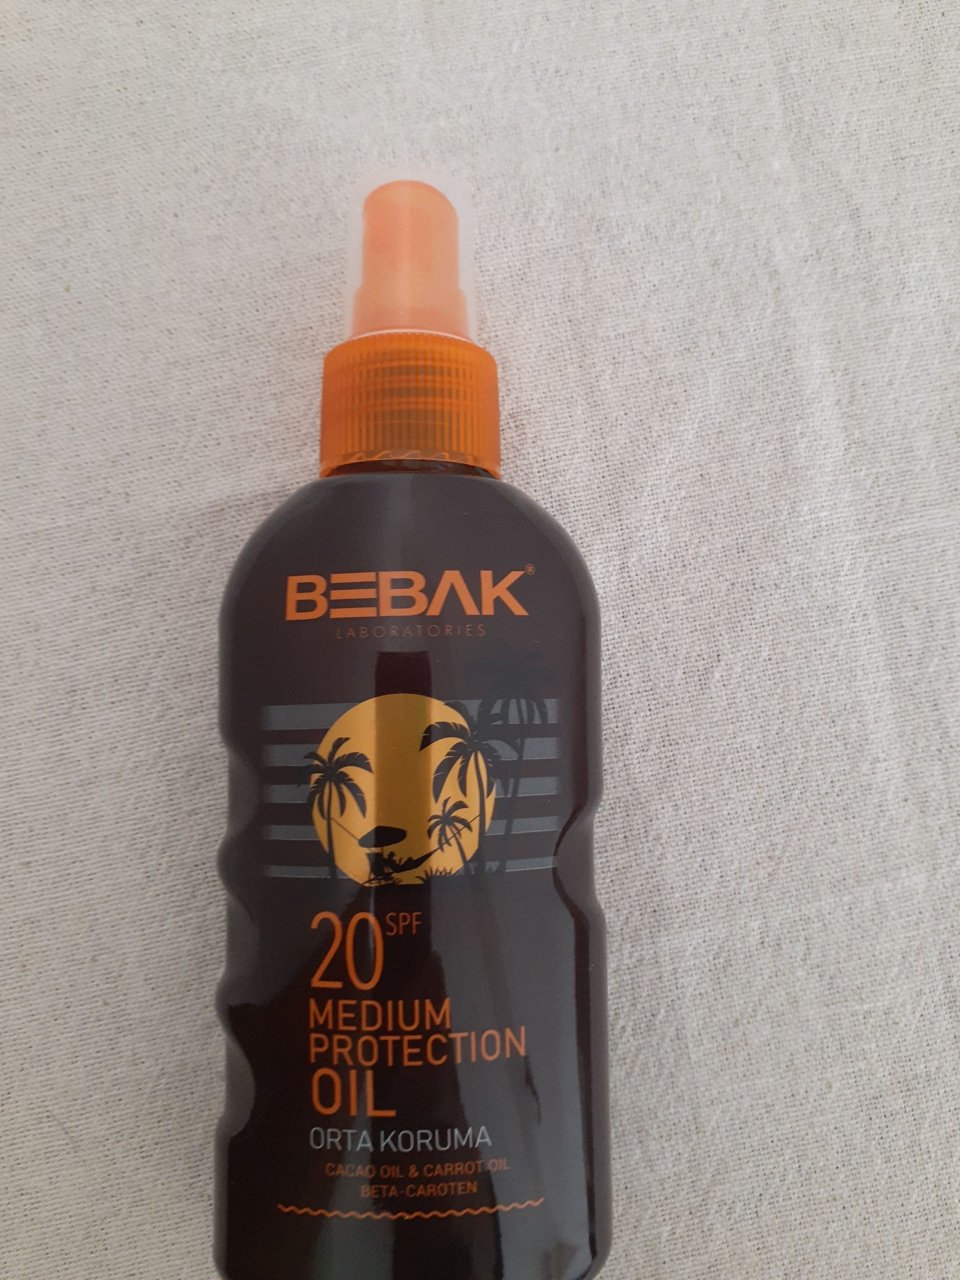 BEBAK®
LABORATORIES
20 SPF
MEDIUM
PROTECTION
OIL
ORTA KORUMA
CACAO OIL & CARROT OIL
BETA-CAROTEN